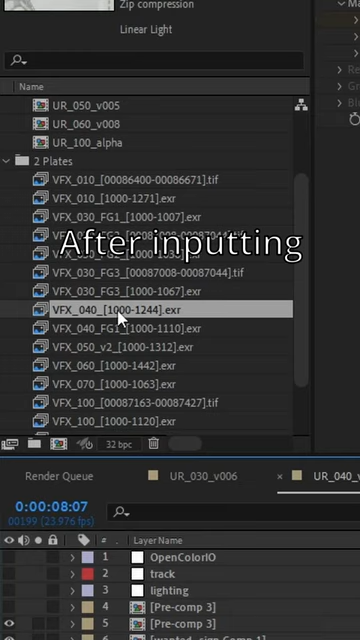 Zip compression
Linear Light
Name
UR_050_v005
UR_060_v008
UR_100_alpha
2 Plates
VFX_010_[00086400-00086671].tif
VFX_010_[1000-1271].exr
VFX_030_FG1_[1000-1007].exr
After inputting
VFX_030_FG3_[00087008-00087044].tif
VFX_030_FG3_[1000-1067].exr
VFX_040_[1000-1244].exr
VFX_040_FG1_[1000-1110].exr
VFX_050_v2_[1000-1312].exr
VFX_060_[1000-1442].exr
VFX_070_[1000-1063].exr
VFX_100_[00087163-00087427].tif
VFX_100_[1000-1120].exr
32 bpc
Render Queue
UR_030_v006
× UR_040_v
0:00:08:07
00199 (23.976 fps)
# Layer Name
1 OpenColorIO
2 track
3 lighting
4 [Pre-comp 3]
5 [Pre-comp 3]